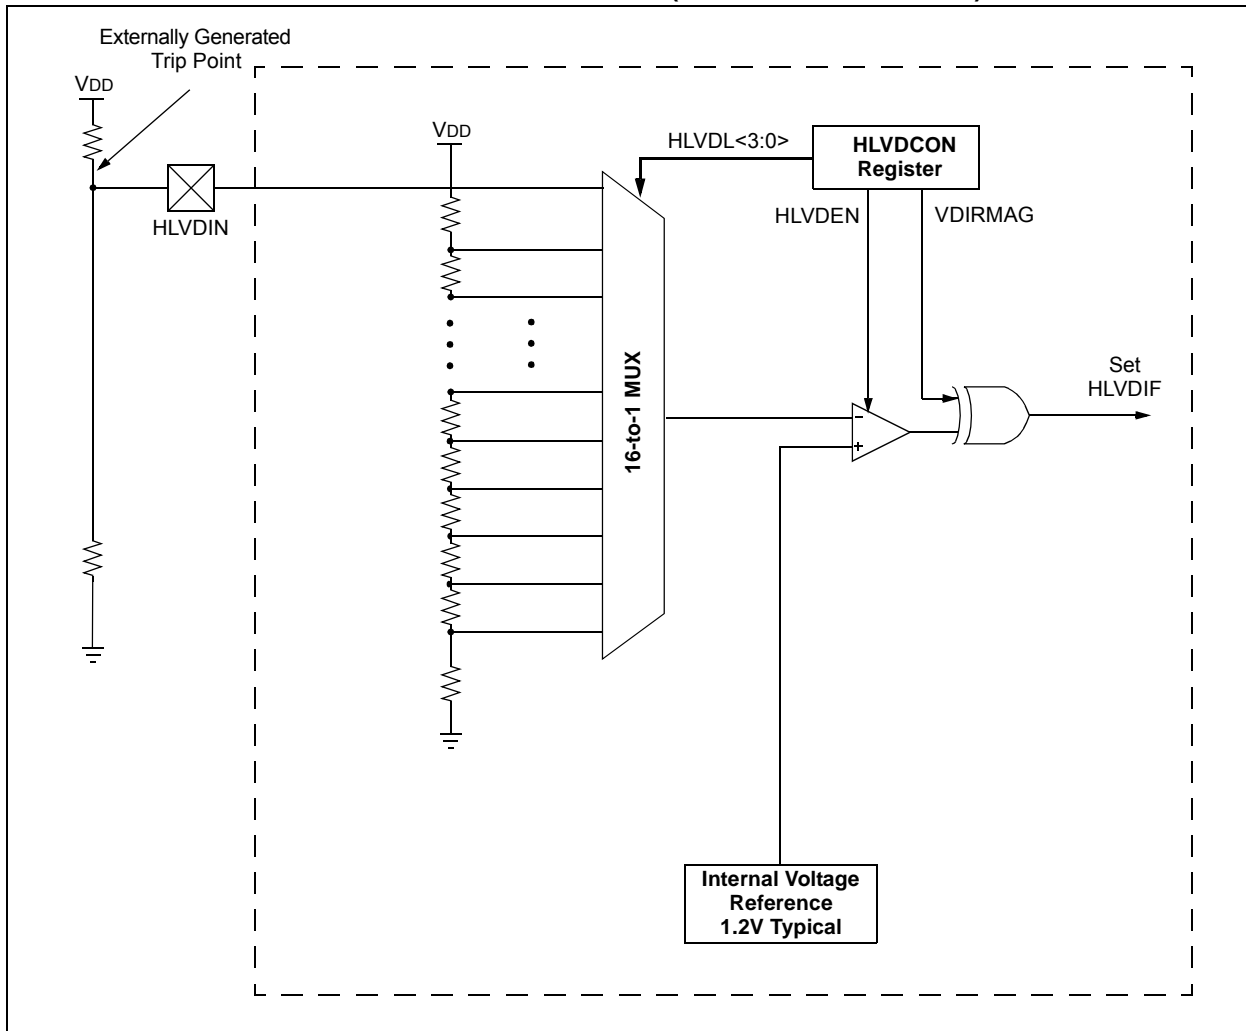 Externally Generated
Trip Point
VDD
VDD
HLVDIN
HLVDL<3:0>
HLVDCON
Register
HLVDEN
VDIRMAG
16-to-1 MUX
–
+
Set
HLVDIF
Internal Voltage
Reference
1.2V Typical